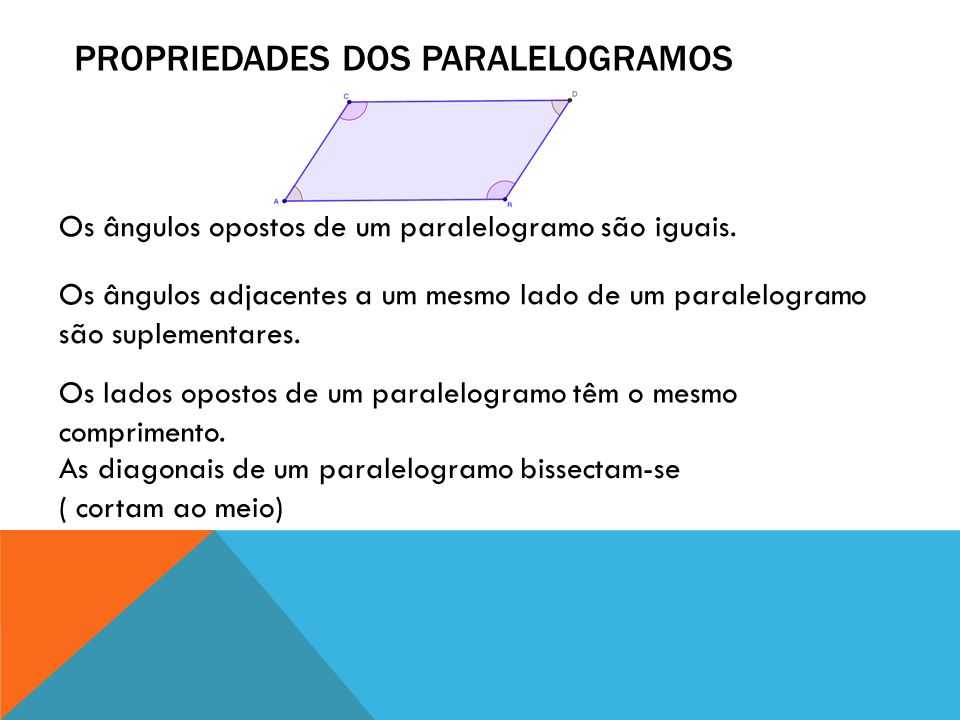 PROPRIEDADES DOS PARALELOGRAMOS
C D
A B
Os ângulos opostos de um paralelogramo são iguais.
Os ângulos adjacentes a um mesmo lado de um paralelogramo
são suplementares.
Os lados opostos de um paralelogramo têm o mesmo
comprimento.
As diagonais de um paralelogramo bissectam-se
( cortam ao meio)